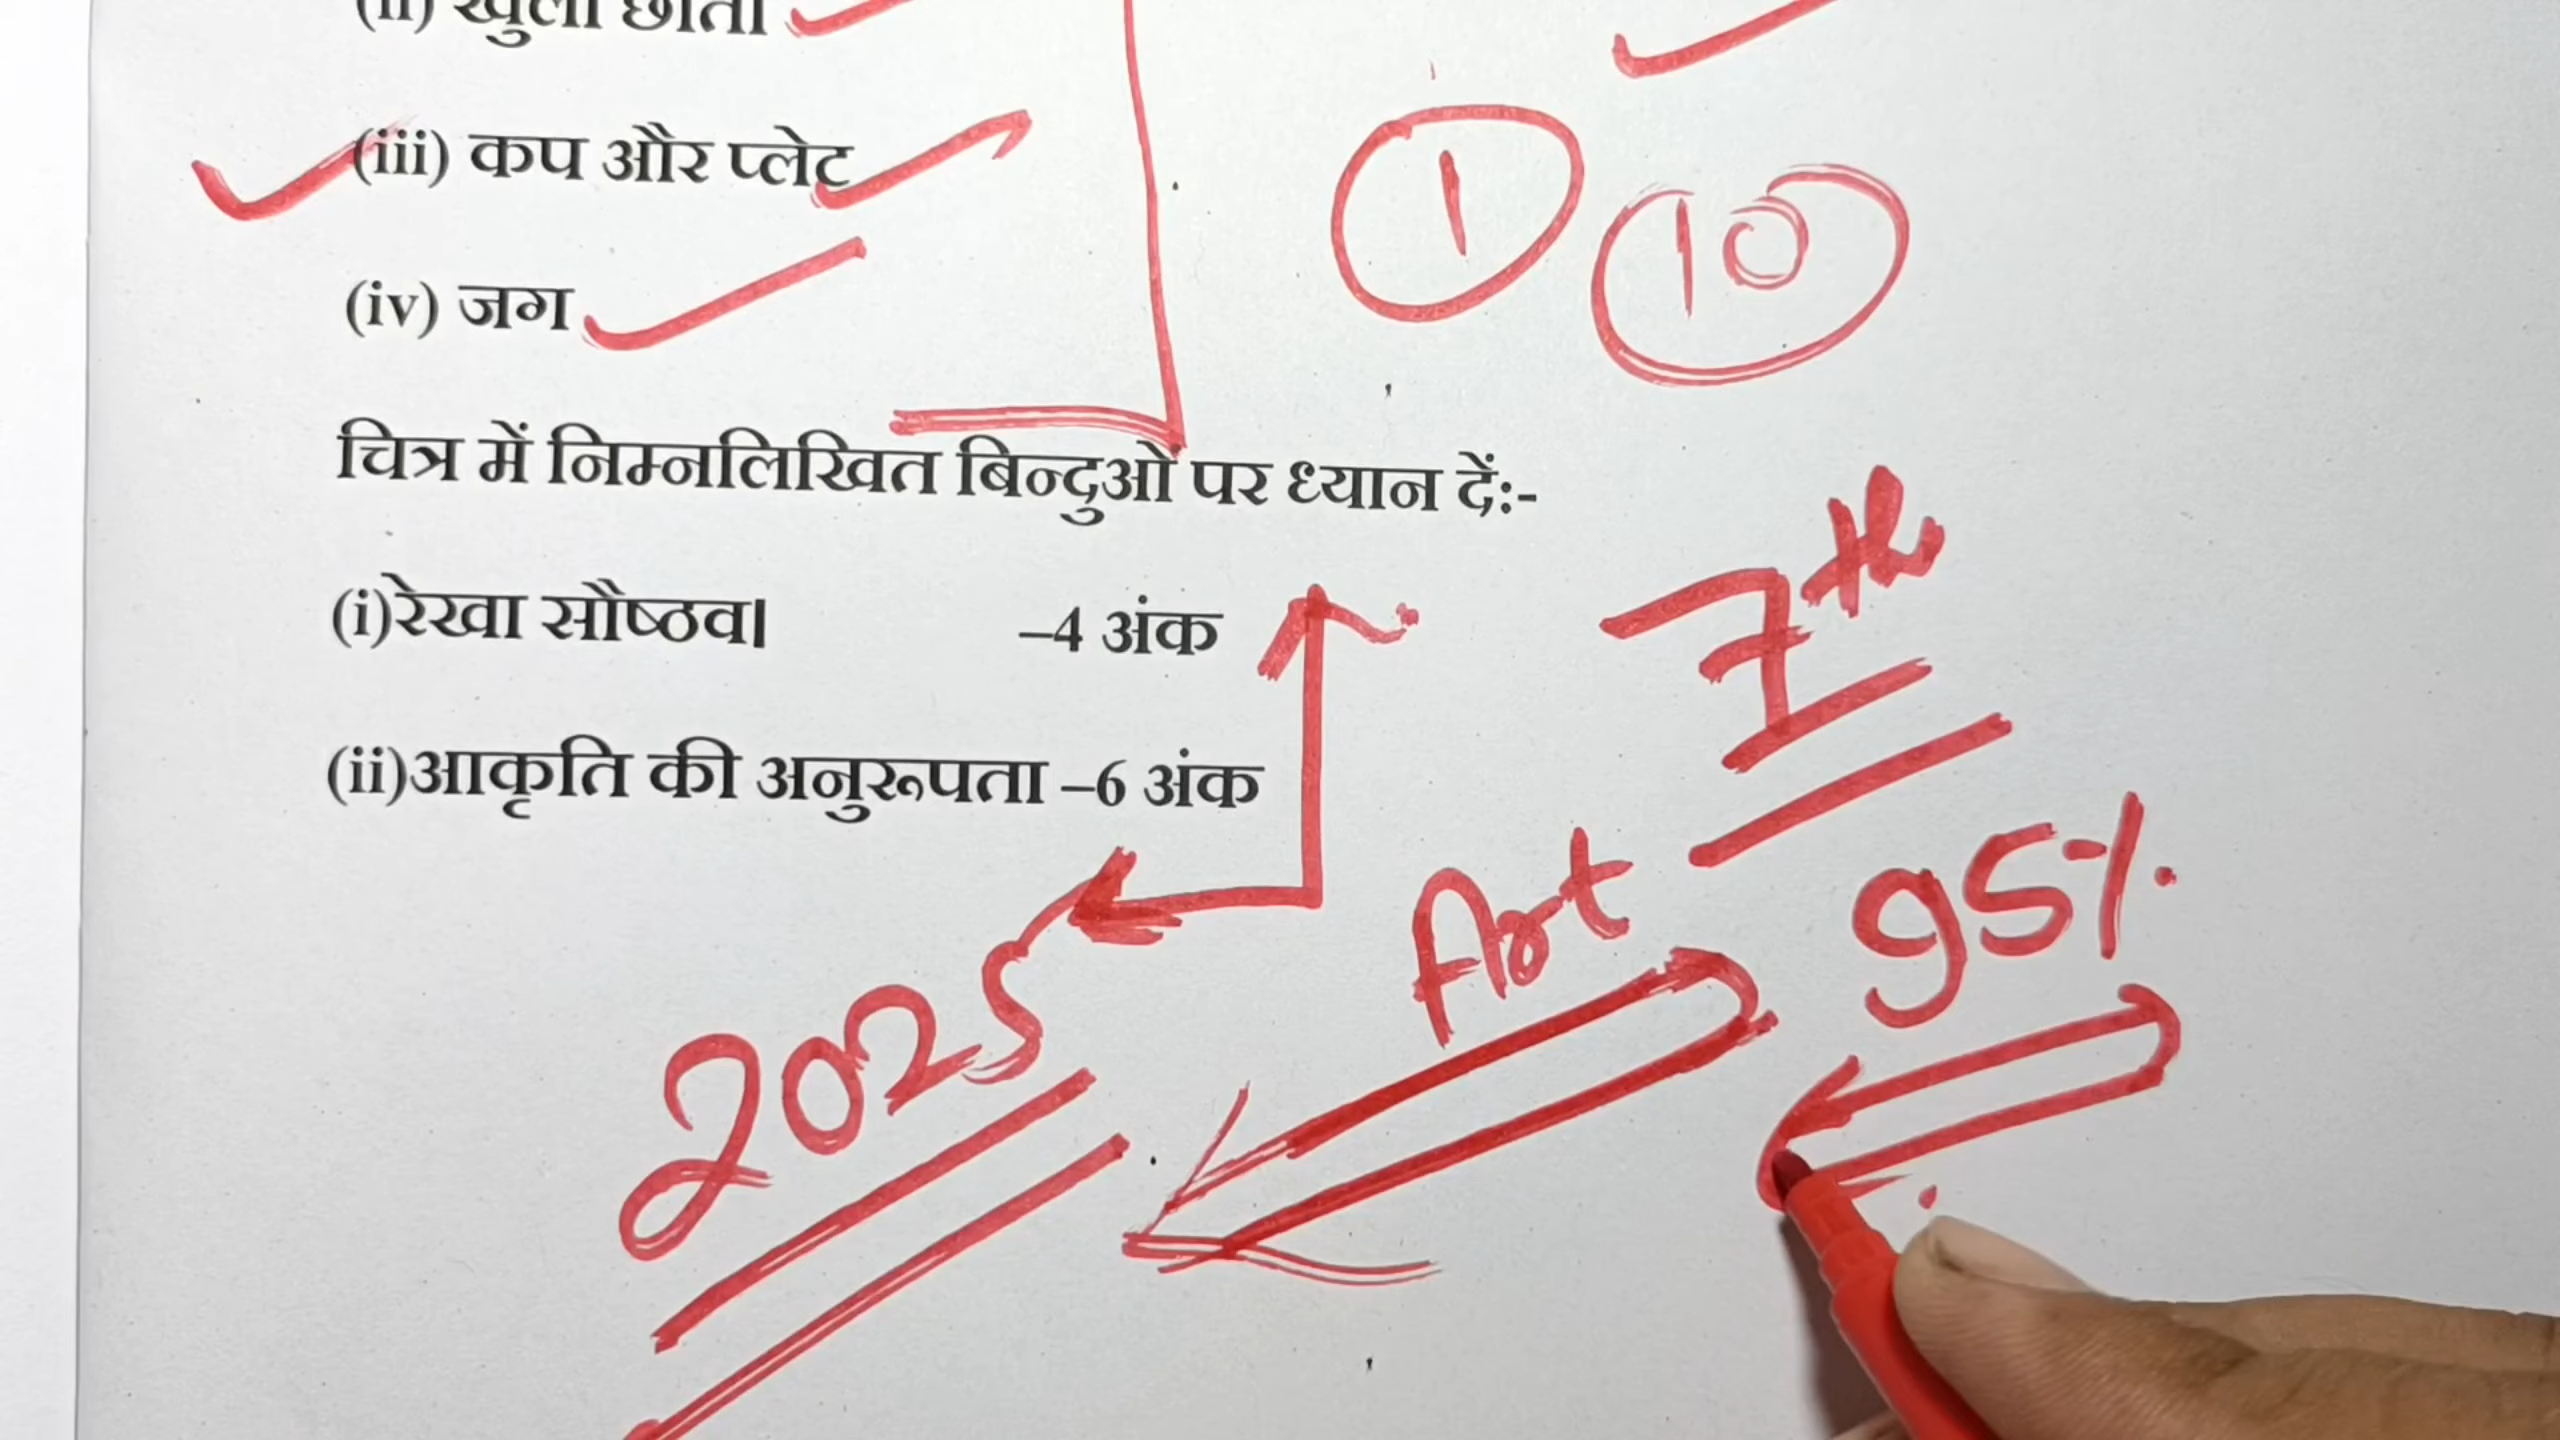 (ii) खुला छाता
(iii) कप और प्लेट
1
10
(iv) जग
चित्र में निम्नलिखित बिन्दुओं पर ध्यान दें:-
(i)रेखा सौष्ठव।
–4 अंक
7th
(ii)आकृति की अनुरूपता –6 अंक
95%
Art
2025